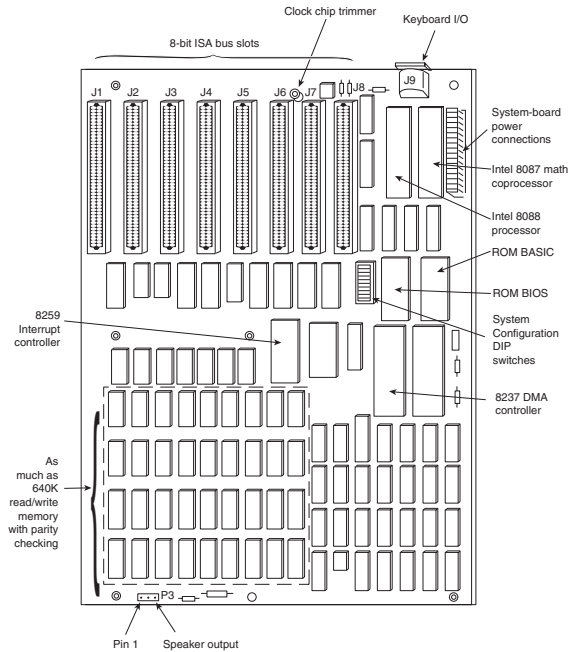 Clock chip trimmer
Keyboard I/O
8-bit ISA bus slots
J1 J2 J3 J4 J5 J6 J7 J8 J9
System-board
power
connections
Intel 8087 math
coprocessor
Intel 8088
processor
ROM BASIC
ROM BIOS
System
Configuration
DIP
switches
8259
Interrupt
controller
8237 DMA
controller
As
much as
640K
read/write
memory
with parity
checking
P3
Pin 1
Speaker output